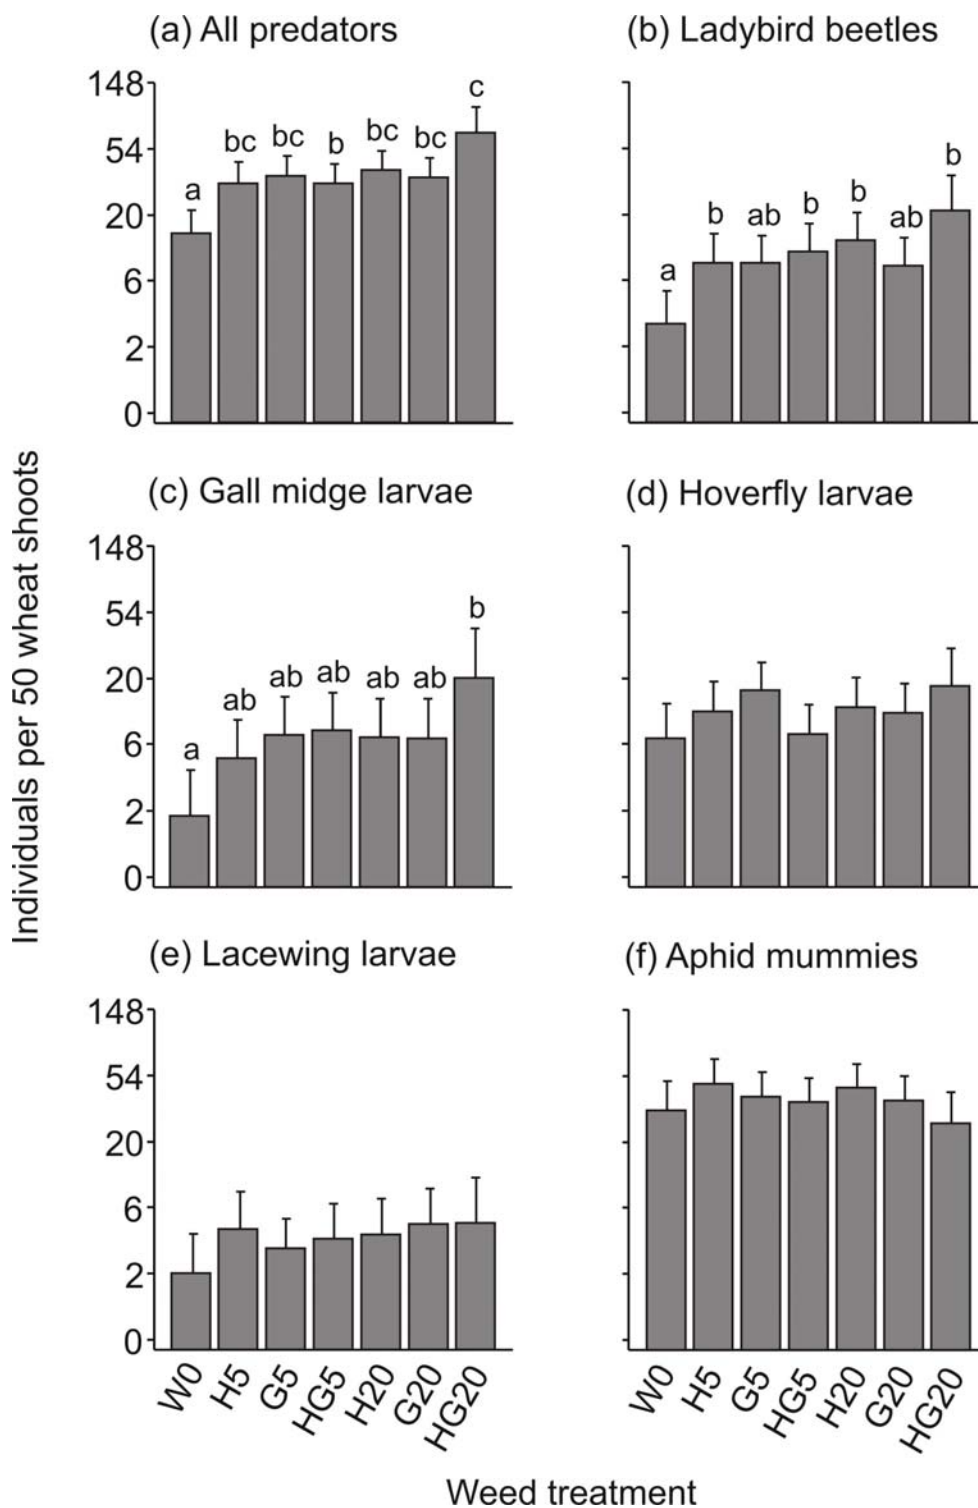 (a) All predators
(b) Ladybird beetles
148
54
20
6
2
0
a
bc
bc
b
bc
bc
c
a
b
ab
b
b
ab
b
(c) Gall midge larvae
(d) Hoverfly larvae
148
54
20
6
2
0
a
ab
ab
ab
ab
ab
b
Individuals per 50 wheat shoots
(e) Lacewing larvae
(f) Aphid mummies
148
54
20
6
2
0
W0
H5
G5
HG5
H20
G20
HG20
W0
H5
G5
HG5
H20
G20
HG20
Weed treatment